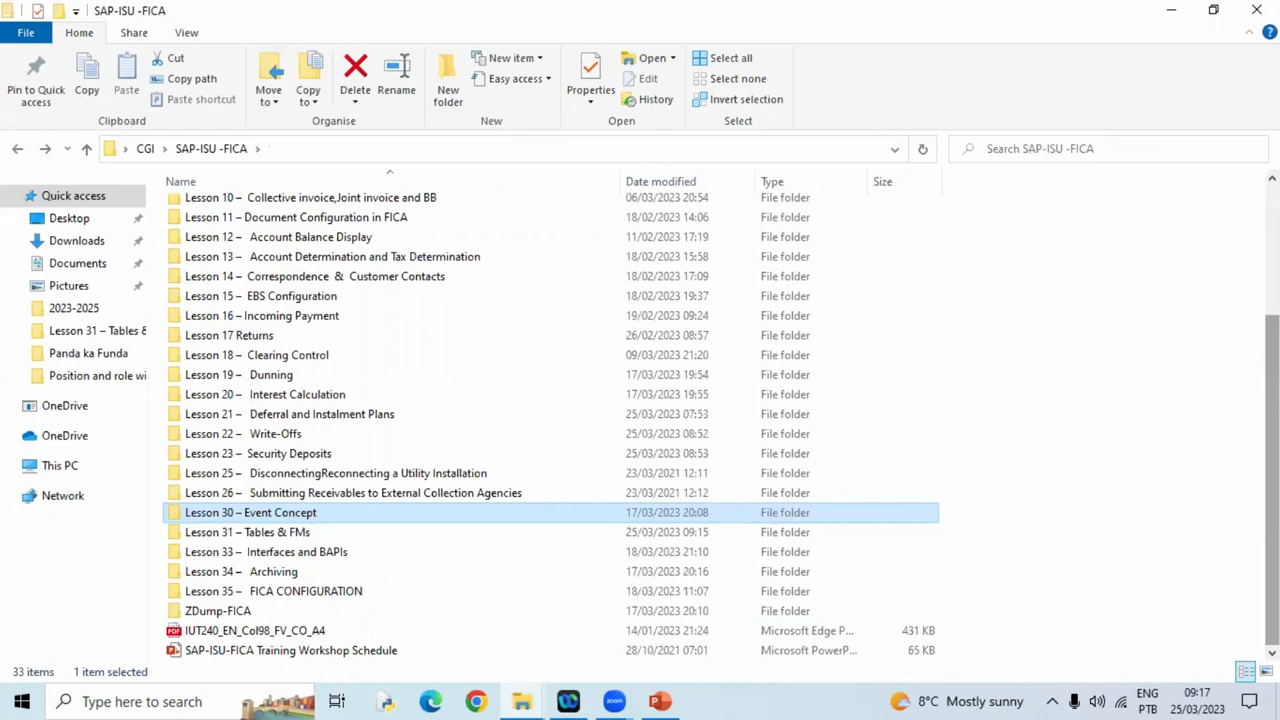 SAP-ISU -FICA
File Home Share View
Pin to Quick access
Copy
Paste
Cut
Copy path
Paste shortcut
Clipboard
Move to
Copy to
Delete
Rename
Organise
New folder
New item
Easy access
New
Properties
Open
Edit
History
Open
Select all
Select none
Invert selection
Select
CGI SAP-ISU -FICA
Search SAP-ISU -FICA
Name Date modified Type Size
Quick access
Desktop
Downloads
Documents
Pictures
2023-2025
Lesson 31 – Tables &
Panda ka Funda
Position and role wi
OneDrive
OneDrive
This PC
Network
Lesson 10 – Collective invoice,Joint invoice and BB 06/03/2023 20:54 File folder
Lesson 11 – Document Configuration in FICA 18/02/2023 14:06 File folder
Lesson 12 – Account Balance Display 11/02/2023 17:19 File folder
Lesson 13 – Account Determination and Tax Determination 18/02/2023 15:58 File folder
Lesson 14 – Correspondence & Customer Contacts 18/02/2023 17:09 File folder
Lesson 15 – EBS Configuration 18/02/2023 19:37 File folder
Lesson 16 – Incoming Payment 19/02/2023 09:24 File folder
Lesson 17 Returns 26/02/2023 08:57 File folder
Lesson 18 – Clearing Control 09/03/2023 21:20 File folder
Lesson 19 – Dunning 17/03/2023 19:54 File folder
Lesson 20 – Interest Calculation 17/03/2023 19:55 File folder
Lesson 21 – Deferral and Instalment Plans 25/03/2023 07:53 File folder
Lesson 22 – Write-Offs 25/03/2023 08:52 File folder
Lesson 23 – Security Deposits 25/03/2023 08:53 File folder
Lesson 25 – DisconnectingReconnecting a Utility Installation 23/03/2021 12:11 File folder
Lesson 26 – Submitting Receivables to External Collection Agencies 23/03/2021 12:12 File folder
Lesson 30 – Event Concept 17/03/2023 20:08 File folder
Lesson 31 – Tables & FMs 25/03/2023 09:15 File folder
Lesson 33 – Interfaces and BAPIs 18/03/2023 21:10 File folder
Lesson 34 – Archiving 17/03/2023 20:16 File folder
Lesson 35 – FICA CONFIGURATION 18/03/2023 11:07 File folder
ZDump-FICA 17/03/2023 20:10 File folder
IUT240_EN_Col98_FV_CO_A4 14/01/2023 21:24 Microsoft Edge P... 431 KB
SAP-ISU-FICA Training Workshop Schedule 28/10/2021 07:01 Microsoft PowerP... 65 KB
33 items 1 item selected
Type here to search
zoom
8°C Mostly sunny
ENG
PTB
09:17
25/03/2023